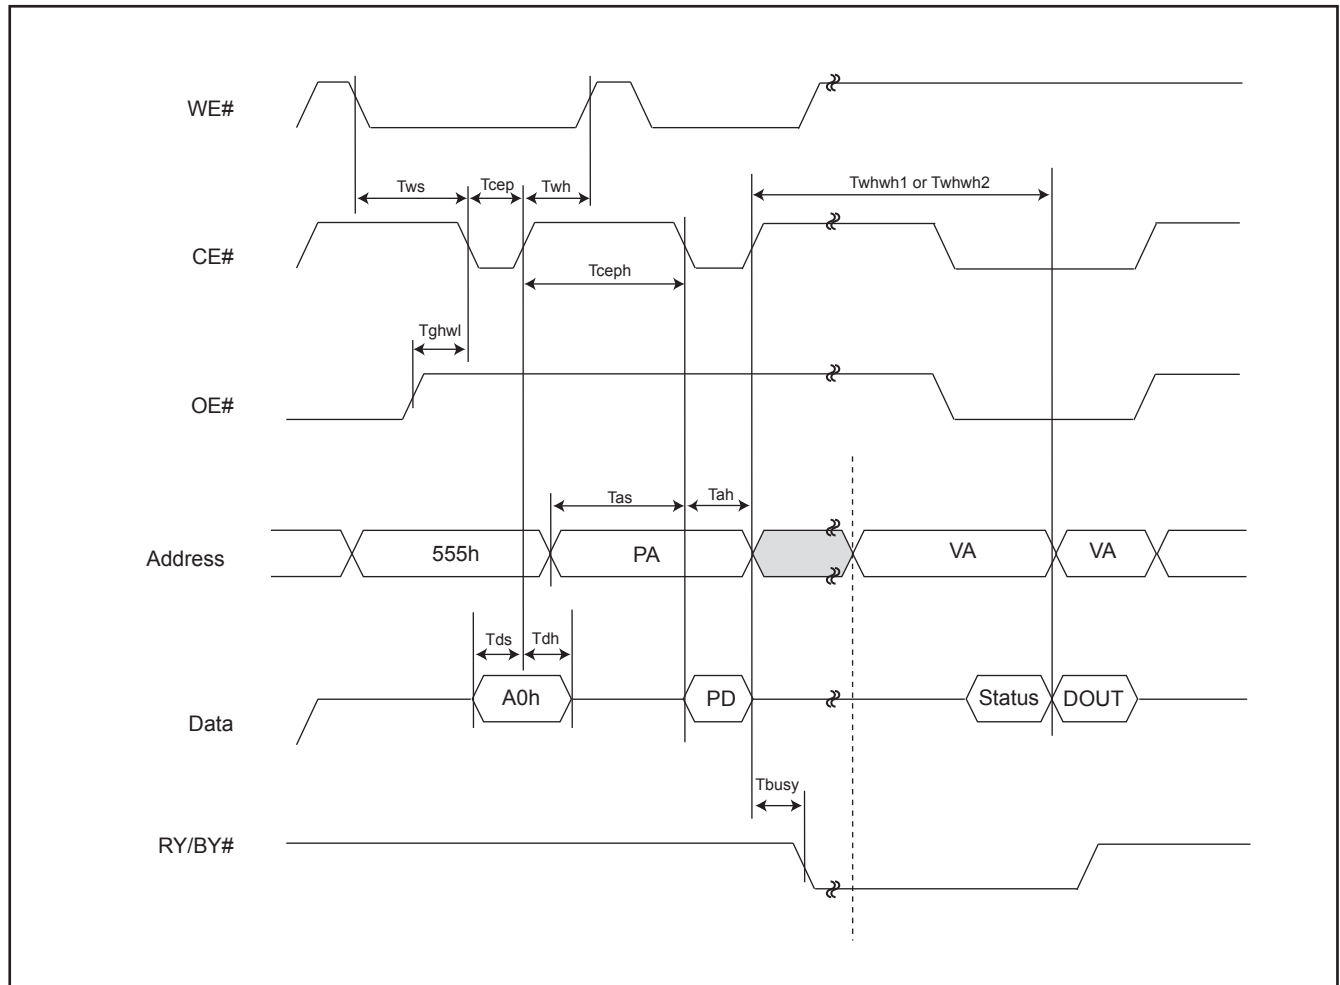 WE#
Tws Tcep Twh Twhwh1 or Twhwh2
CE#
Tceph
Tghwl
OE#
Tas Tah
Address 555h PA VA VA
Tds Tdh
Data A0h PD Status DOUT
Tbusy
RY/BY#